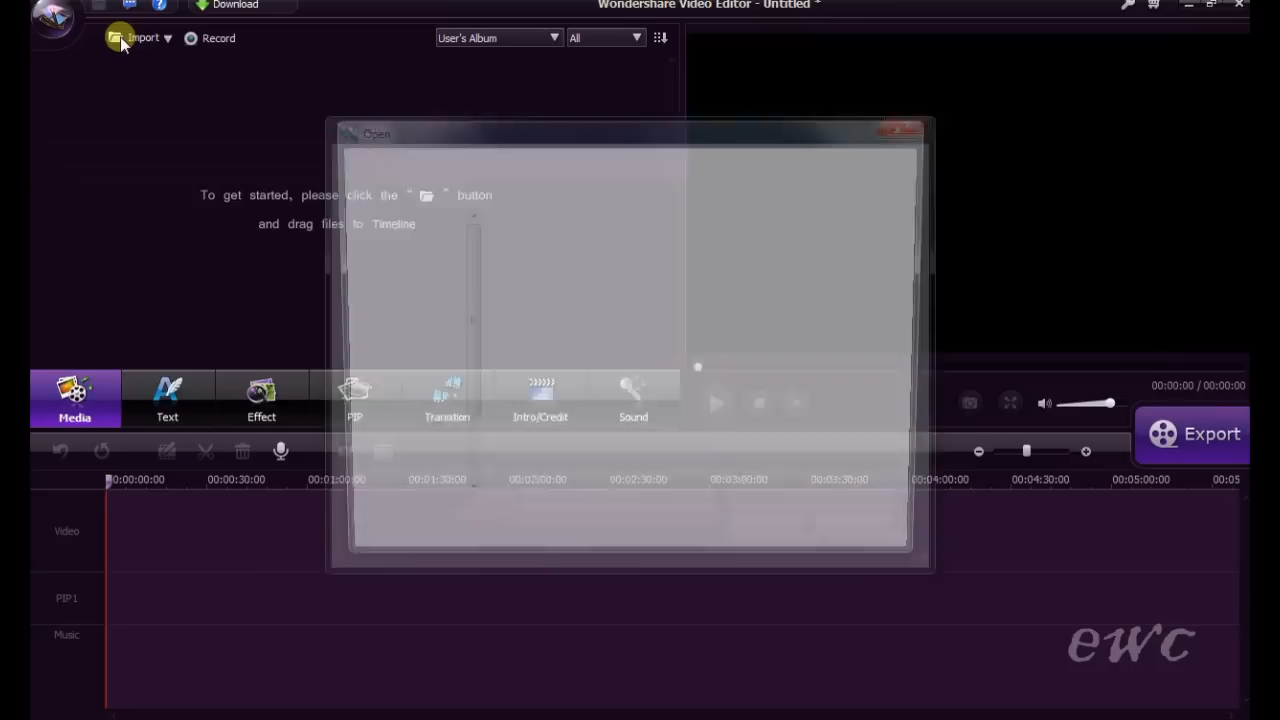 Download
Wondershare Video Editor - Untitled *
Import
Record
User's Album
All
Open
To get started, please click the " " button
and drag files to Timeline
00:00:00 / 00:00:00
Media
Text
Effect
PIP
Transition
Intro/Credit
Sound
Export
00:00:00:00 00:00:30:00 00:01:00:00 00:01:30:00 00:02:00:00 00:02:30:00 00:03:00:00 00:03:30:00 00:04:00:00 00:04:30:00 00:05:00:00 00:05
Video
PIP1
Music
ewc